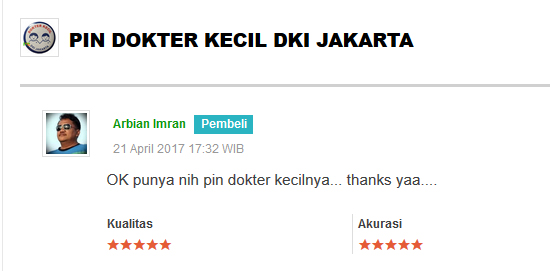 PIN DOKTER KECIL DKI JAKARTA
Arbian Imran Pembeli
21 April 2017 17:32 WIB
OK punya nih pin dokter kecilnya... thanks yaa....
Kualitas Akurasi